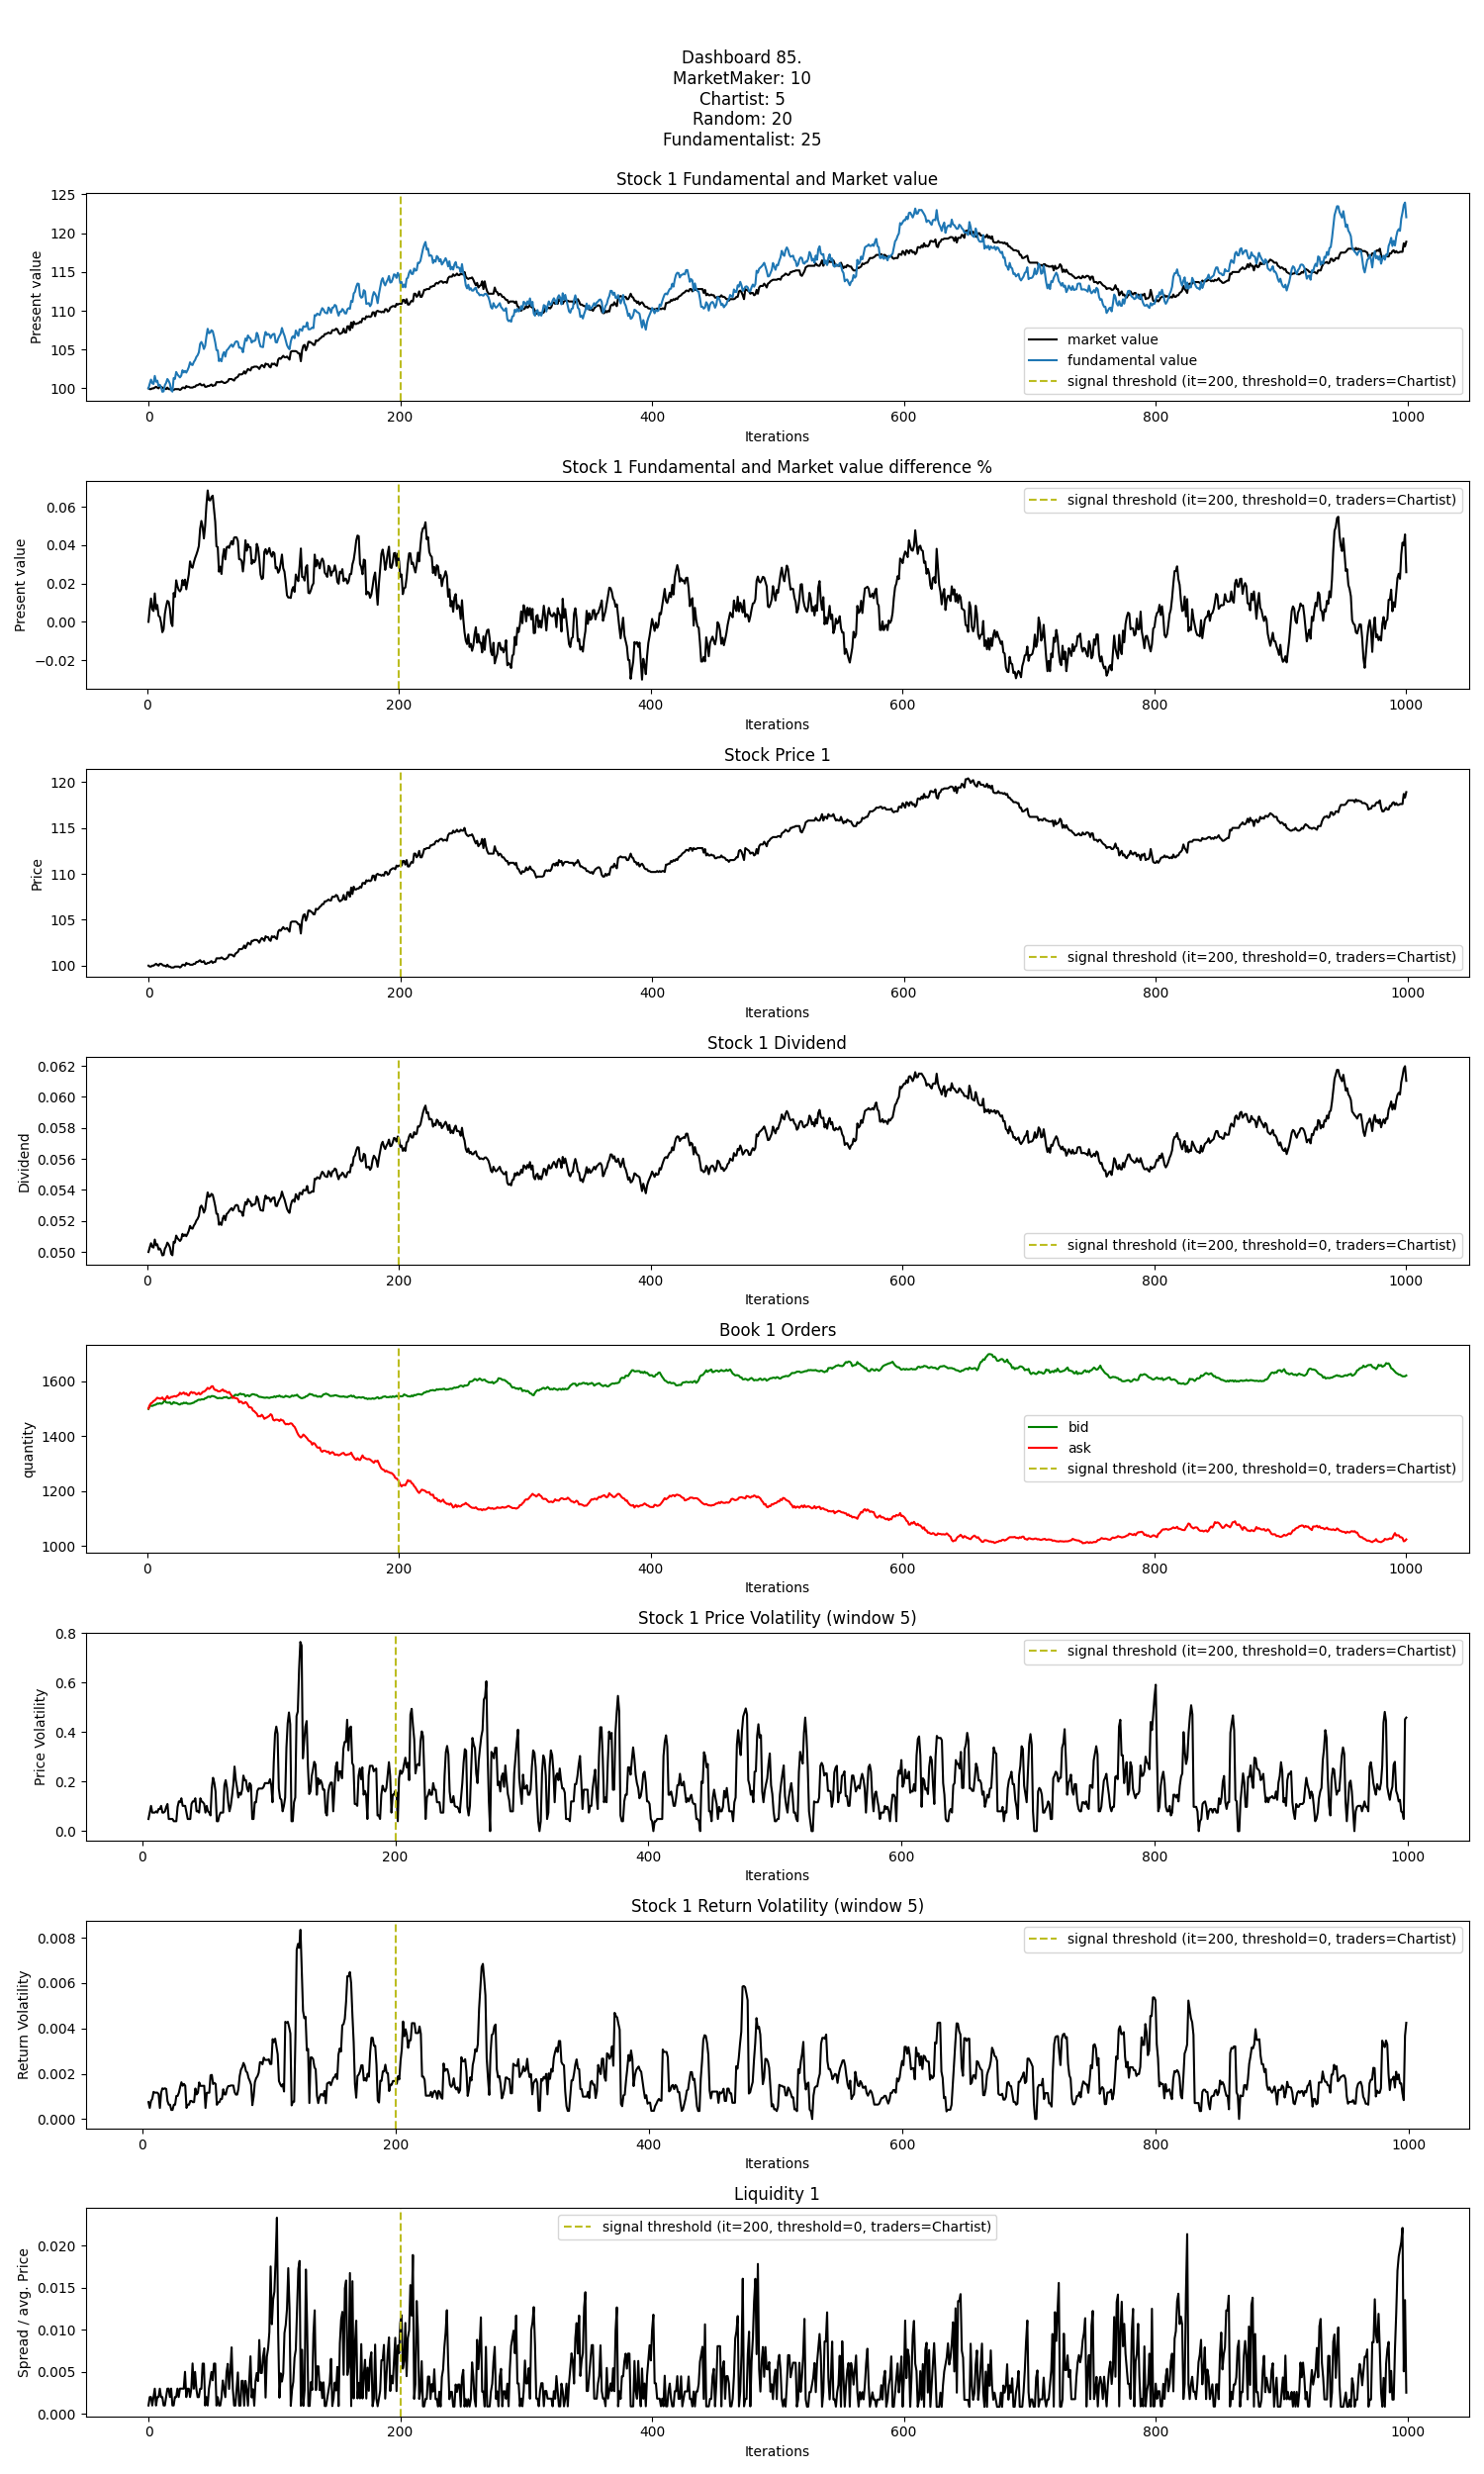 Dashboard 85.
MarketMaker: 10
Chartist: 5
Random: 20
Fundamentalist: 25
Stock 1 Fundamental and Market value
125
120
115
110
105
100
Present value
market value
fundamental value
signal threshold (it=200, threshold=0, traders=Chartist)
0 200 400 600 800 1000
Iterations
Stock 1 Fundamental and Market value difference %
0.06
0.04
0.02
0.00
−0.02
Present value
signal threshold (it=200, threshold=0, traders=Chartist)
0 200 400 600 800 1000
Iterations
Stock Price 1
120
115
110
105
100
Price
signal threshold (it=200, threshold=0, traders=Chartist)
0 200 400 600 800 1000
Iterations
Stock 1 Dividend
0.062
0.060
0.058
0.056
0.054
0.052
0.050
Dividend
signal threshold (it=200, threshold=0, traders=Chartist)
0 200 400 600 800 1000
Iterations
Book 1 Orders
1600
1400
1200
1000
quantity
bid
ask
signal threshold (it=200, threshold=0, traders=Chartist)
0 200 400 600 800 1000
Iterations
Stock 1 Price Volatility (window 5)
0.8
0.6
0.4
0.2
0.0
Price Volatility
signal threshold (it=200, threshold=0, traders=Chartist)
0 200 400 600 800 1000
Iterations
Stock 1 Return Volatility (window 5)
0.008
0.006
0.004
0.002
0.000
Return Volatility
signal threshold (it=200, threshold=0, traders=Chartist)
0 200 400 600 800 1000
Iterations
Liquidity 1
0.020
0.015
0.010
0.005
0.000
Spread / avg. Price
signal threshold (it=200, threshold=0, traders=Chartist)
0 200 400 600 800 1000
Iterations